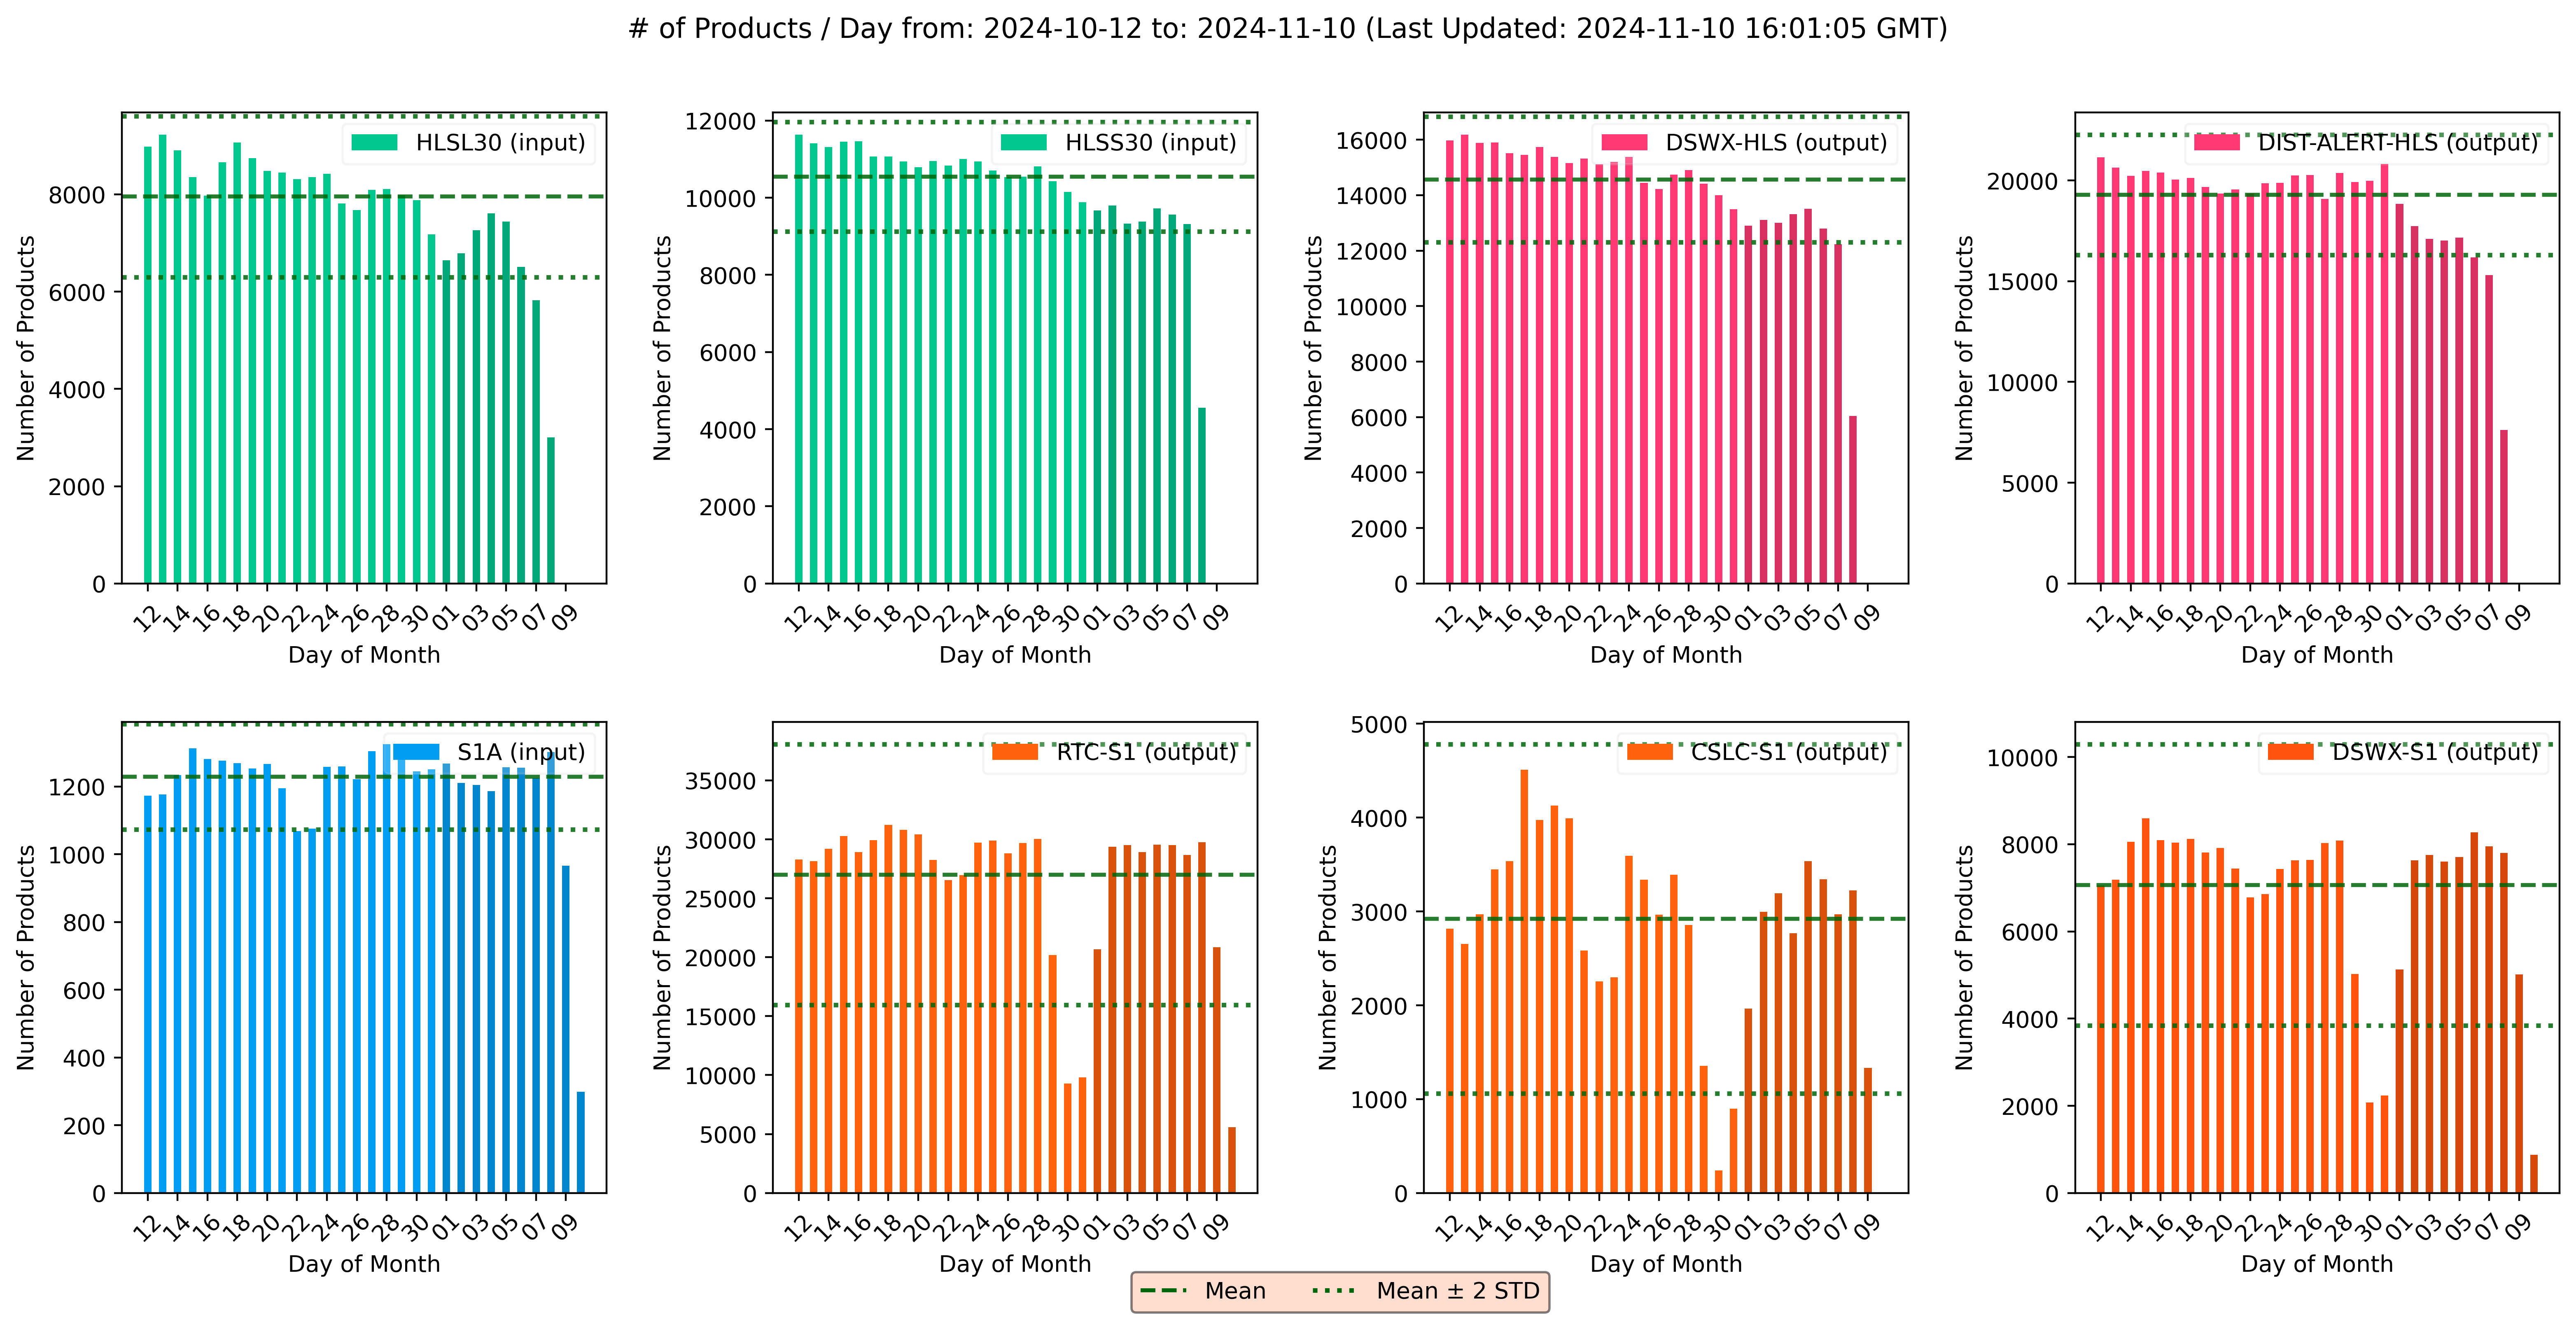 # of Products / Day from: 2024-10-12 to: 2024-11-10 (Last Updated: 2024-11-10 16:01:05 GMT)
HLSL30 (input)
Number of Products
8000
6000
4000
2000
0
12 14 16 18 20 22 24 26 28 30 01 03 05 07 09
Day of Month
HLSS30 (input)
Number of Products
12000
10000
8000
6000
4000
2000
0
12 14 16 18 20 22 24 26 28 30 01 03 05 07 09
Day of Month
DSWX-HLS (output)
Number of Products
16000
14000
12000
10000
8000
6000
4000
2000
0
12 14 16 18 20 22 24 26 28 30 01 03 05 07 09
Day of Month
DIST-ALERT-HLS (output)
Number of Products
20000
15000
10000
5000
0
12 14 16 18 20 22 24 26 28 30 01 03 05 07 09
Day of Month
S1A (input)
Number of Products
1200
1000
800
600
400
200
0
12 14 16 18 20 22 24 26 28 30 01 03 05 07 09
Day of Month
RTC-S1 (output)
Number of Products
35000
30000
25000
20000
15000
10000
5000
0
12 14 16 18 20 22 24 26 28 30 01 03 05 07 09
Day of Month
CSLC-S1 (output)
Number of Products
5000
4000
3000
2000
1000
0
12 14 16 18 20 22 24 26 28 30 01 03 05 07 09
Day of Month
DSWX-S1 (output)
Number of Products
10000
8000
6000
4000
2000
0
12 14 16 18 20 22 24 26 28 30 01 03 05 07 09
Day of Month
Mean
Mean ± 2 STD